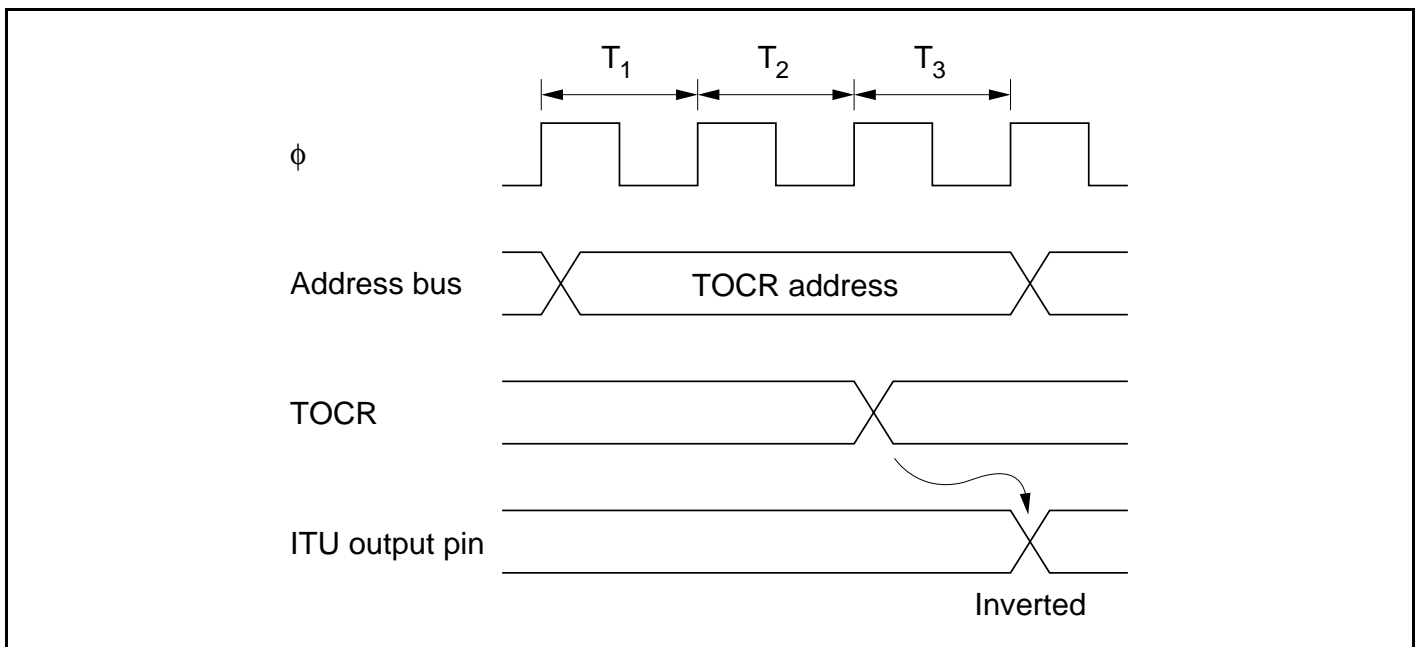 T1 T2 T3
ϕ
Address bus
TOCR address
TOCR
ITU output pin
Inverted